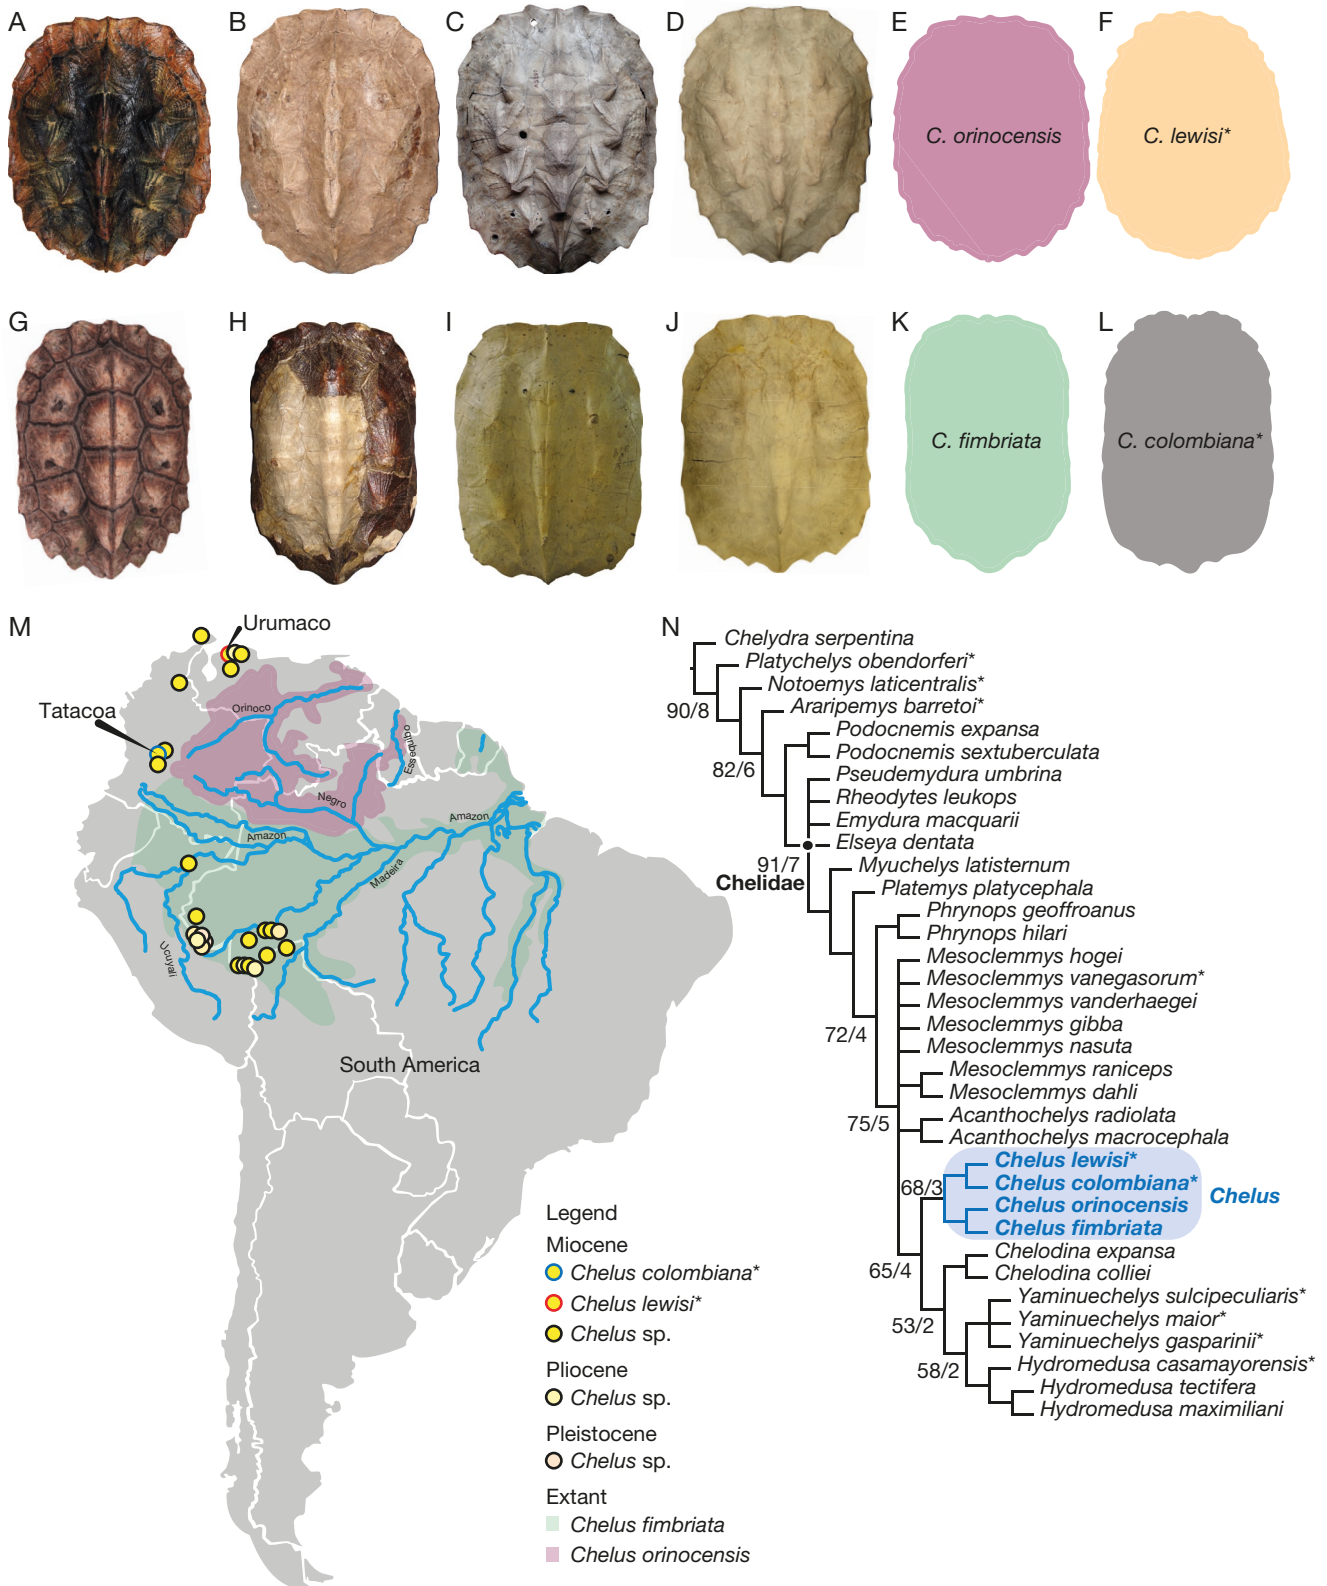 A
B
C
D
E
F
C. orinocensis
C. lewisi*
G
H
I
J
K
L
C. fimbriata
C. colombiana*
M
Urumaco
Tatacoa
Orinoco
Essequibo
Negro
Amazon
Amazon
Madeira
Ucuyali
South America
Legend
Miocene
Chelus colombiana*
Chelus lewisi*
Chelus sp.
Pliocene
Chelus sp.
Pleistocene
Chelus sp.
Extant
Chelus fimbriata
Chelus orinocensis
N
Chelydra serpentina
Platychelys obendorferi*
Notoemys laticentralis*
90/8
Araripemys barretoi*
Podocnemis expansa
Podocnemis sextuberculata
82/6
Pseudemydura umbrina
Rheodytes leukops
Emydura macquarii
Elseya dentata
91/7
Chelidae
Myuchelys latisternum
Platemys platycephala
Phrynops geoffroanus
Phrynops hilari
Mesoclemmys hogei
Mesoclemmys vanegasorum*
Mesoclemmys vanderhaegei
Mesoclemmys gibba
72/4
Mesoclemmys nasuta
Mesoclemmys raniceps
Mesoclemmys dahli
75/5
Acanthochelys radiolata
Acanthochelys macrocephala
Chelus lewisi*
68/3
Chelus colombiana*
Chelus
Chelus orinocensis
Chelus fimbriata
Chelodina expansa
65/4
Chelodina colliei
Yaminuechelys sulcipeculiaris*
53/2
Yaminuechelys maior*
Yaminuechelys gasparinii*
58/2
Hydromedusa casamayorensis*
Hydromedusa tectifera
Hydromedusa maximiliani